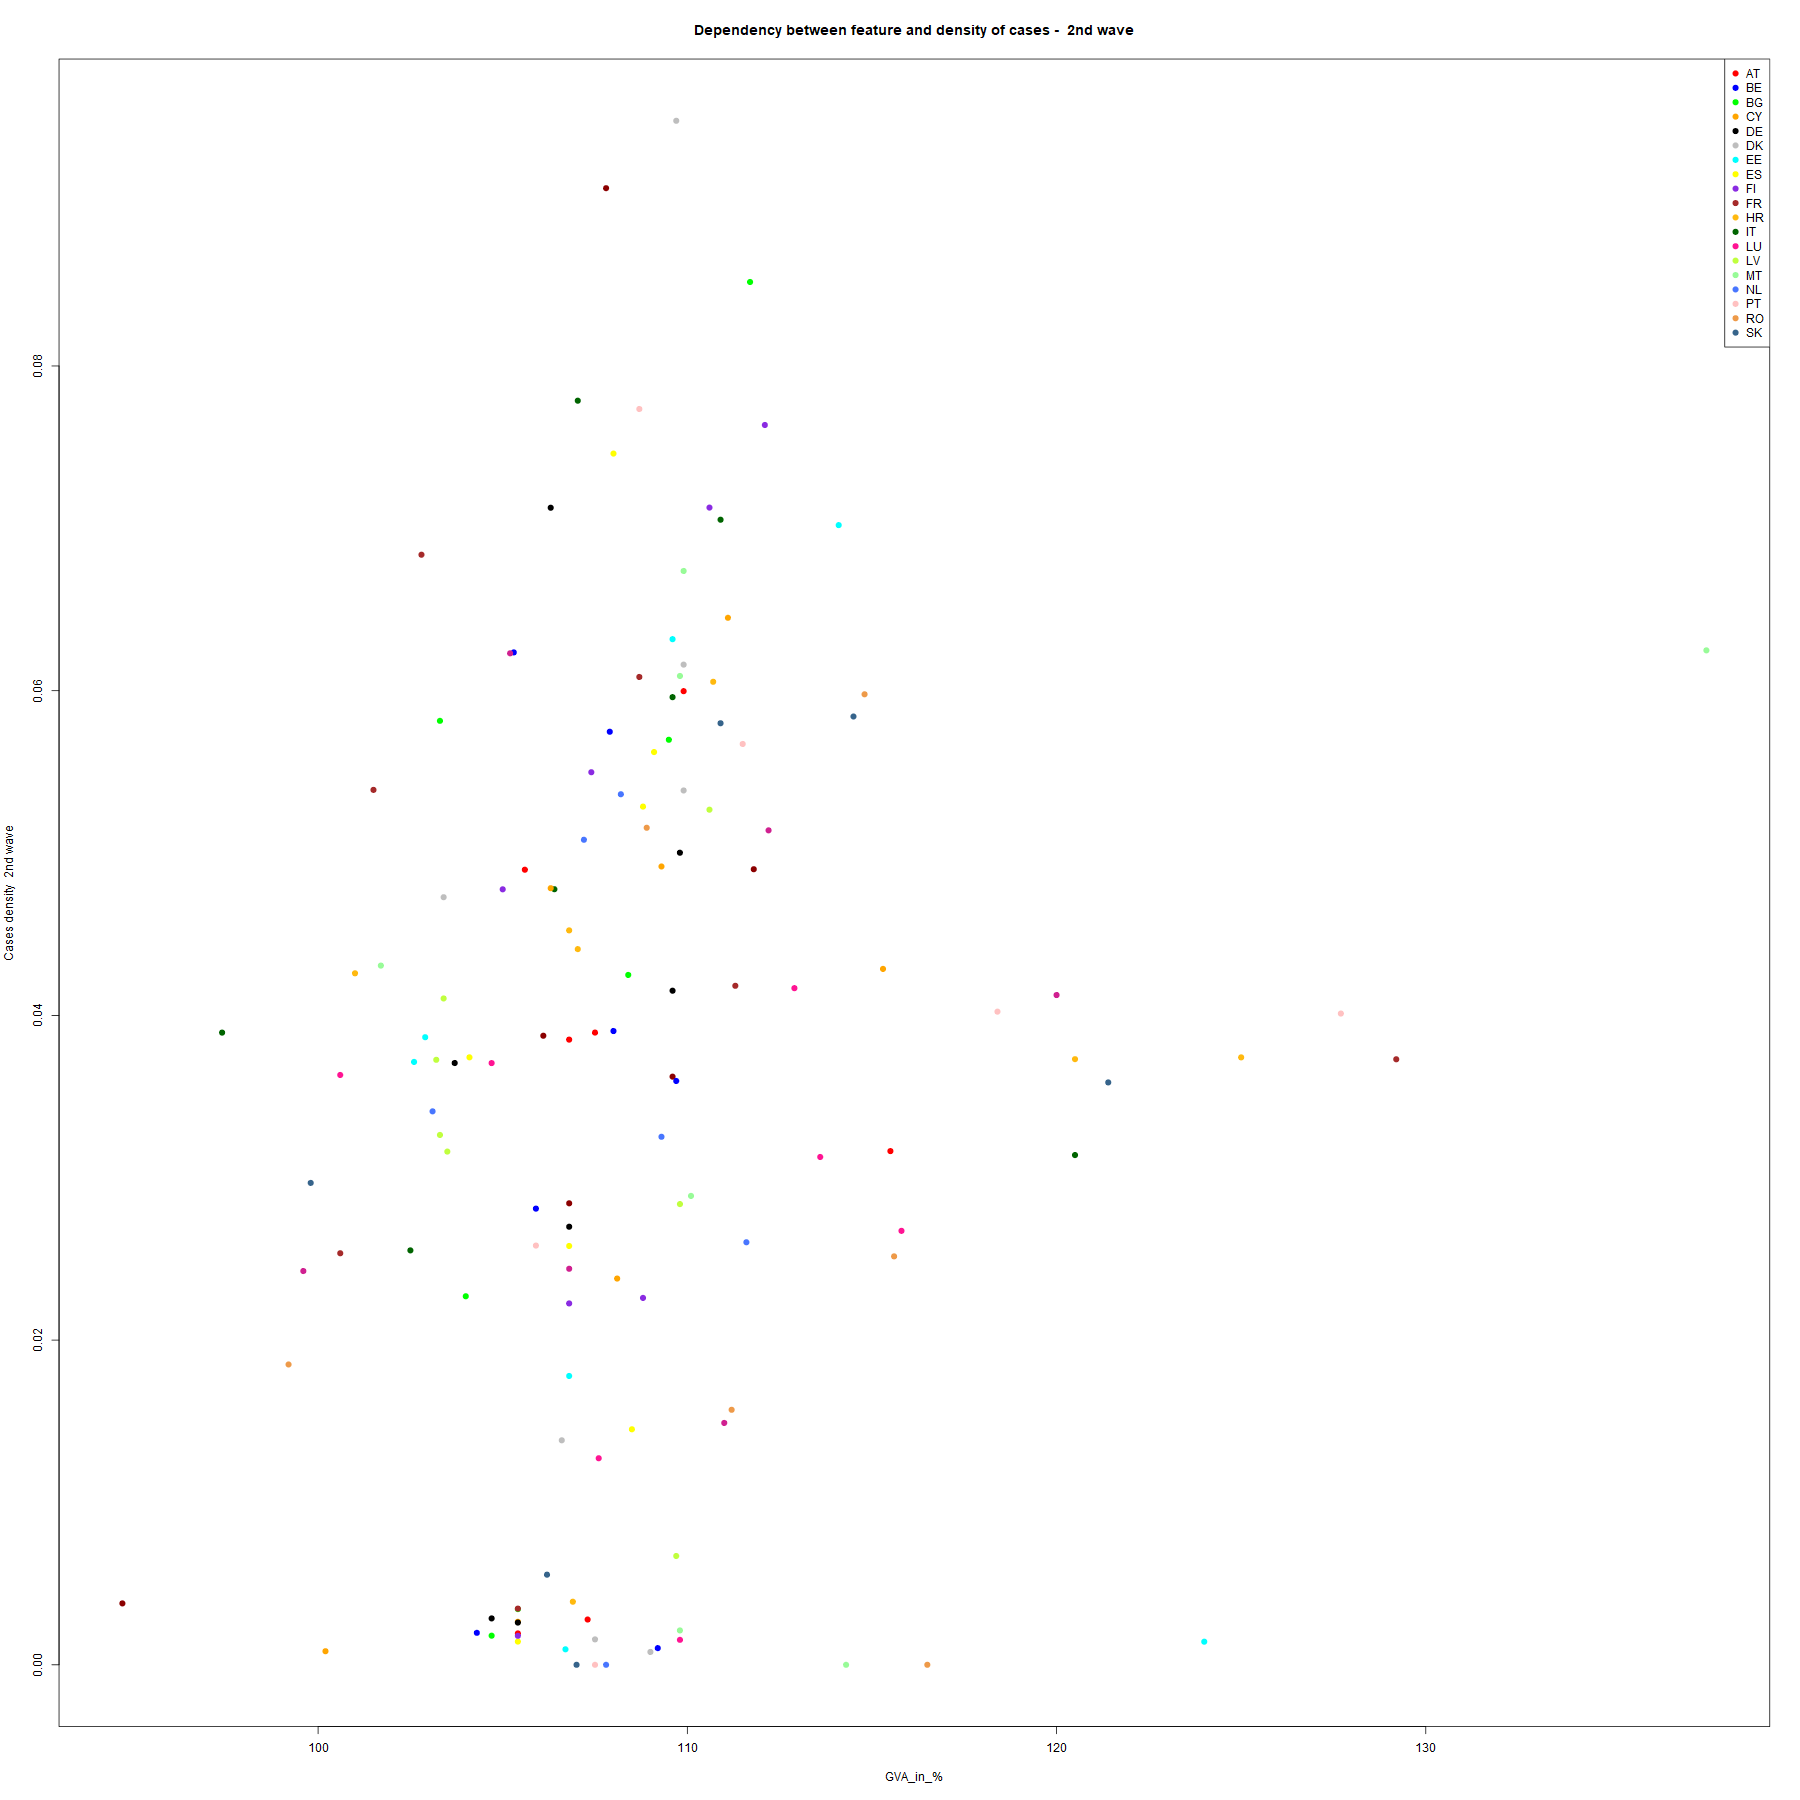 Dependency between feature and density of cases -  2nd wave
AT
BE
BG
CY
DE
DK
EE
ES
FI
FR
HR
IT
LU
LV
MT
NL
PT
RO
SK
Cases density  2nd wave
0.08
0.06
0.04
0.02
0.00
100 110 120 130
GVA_in_%